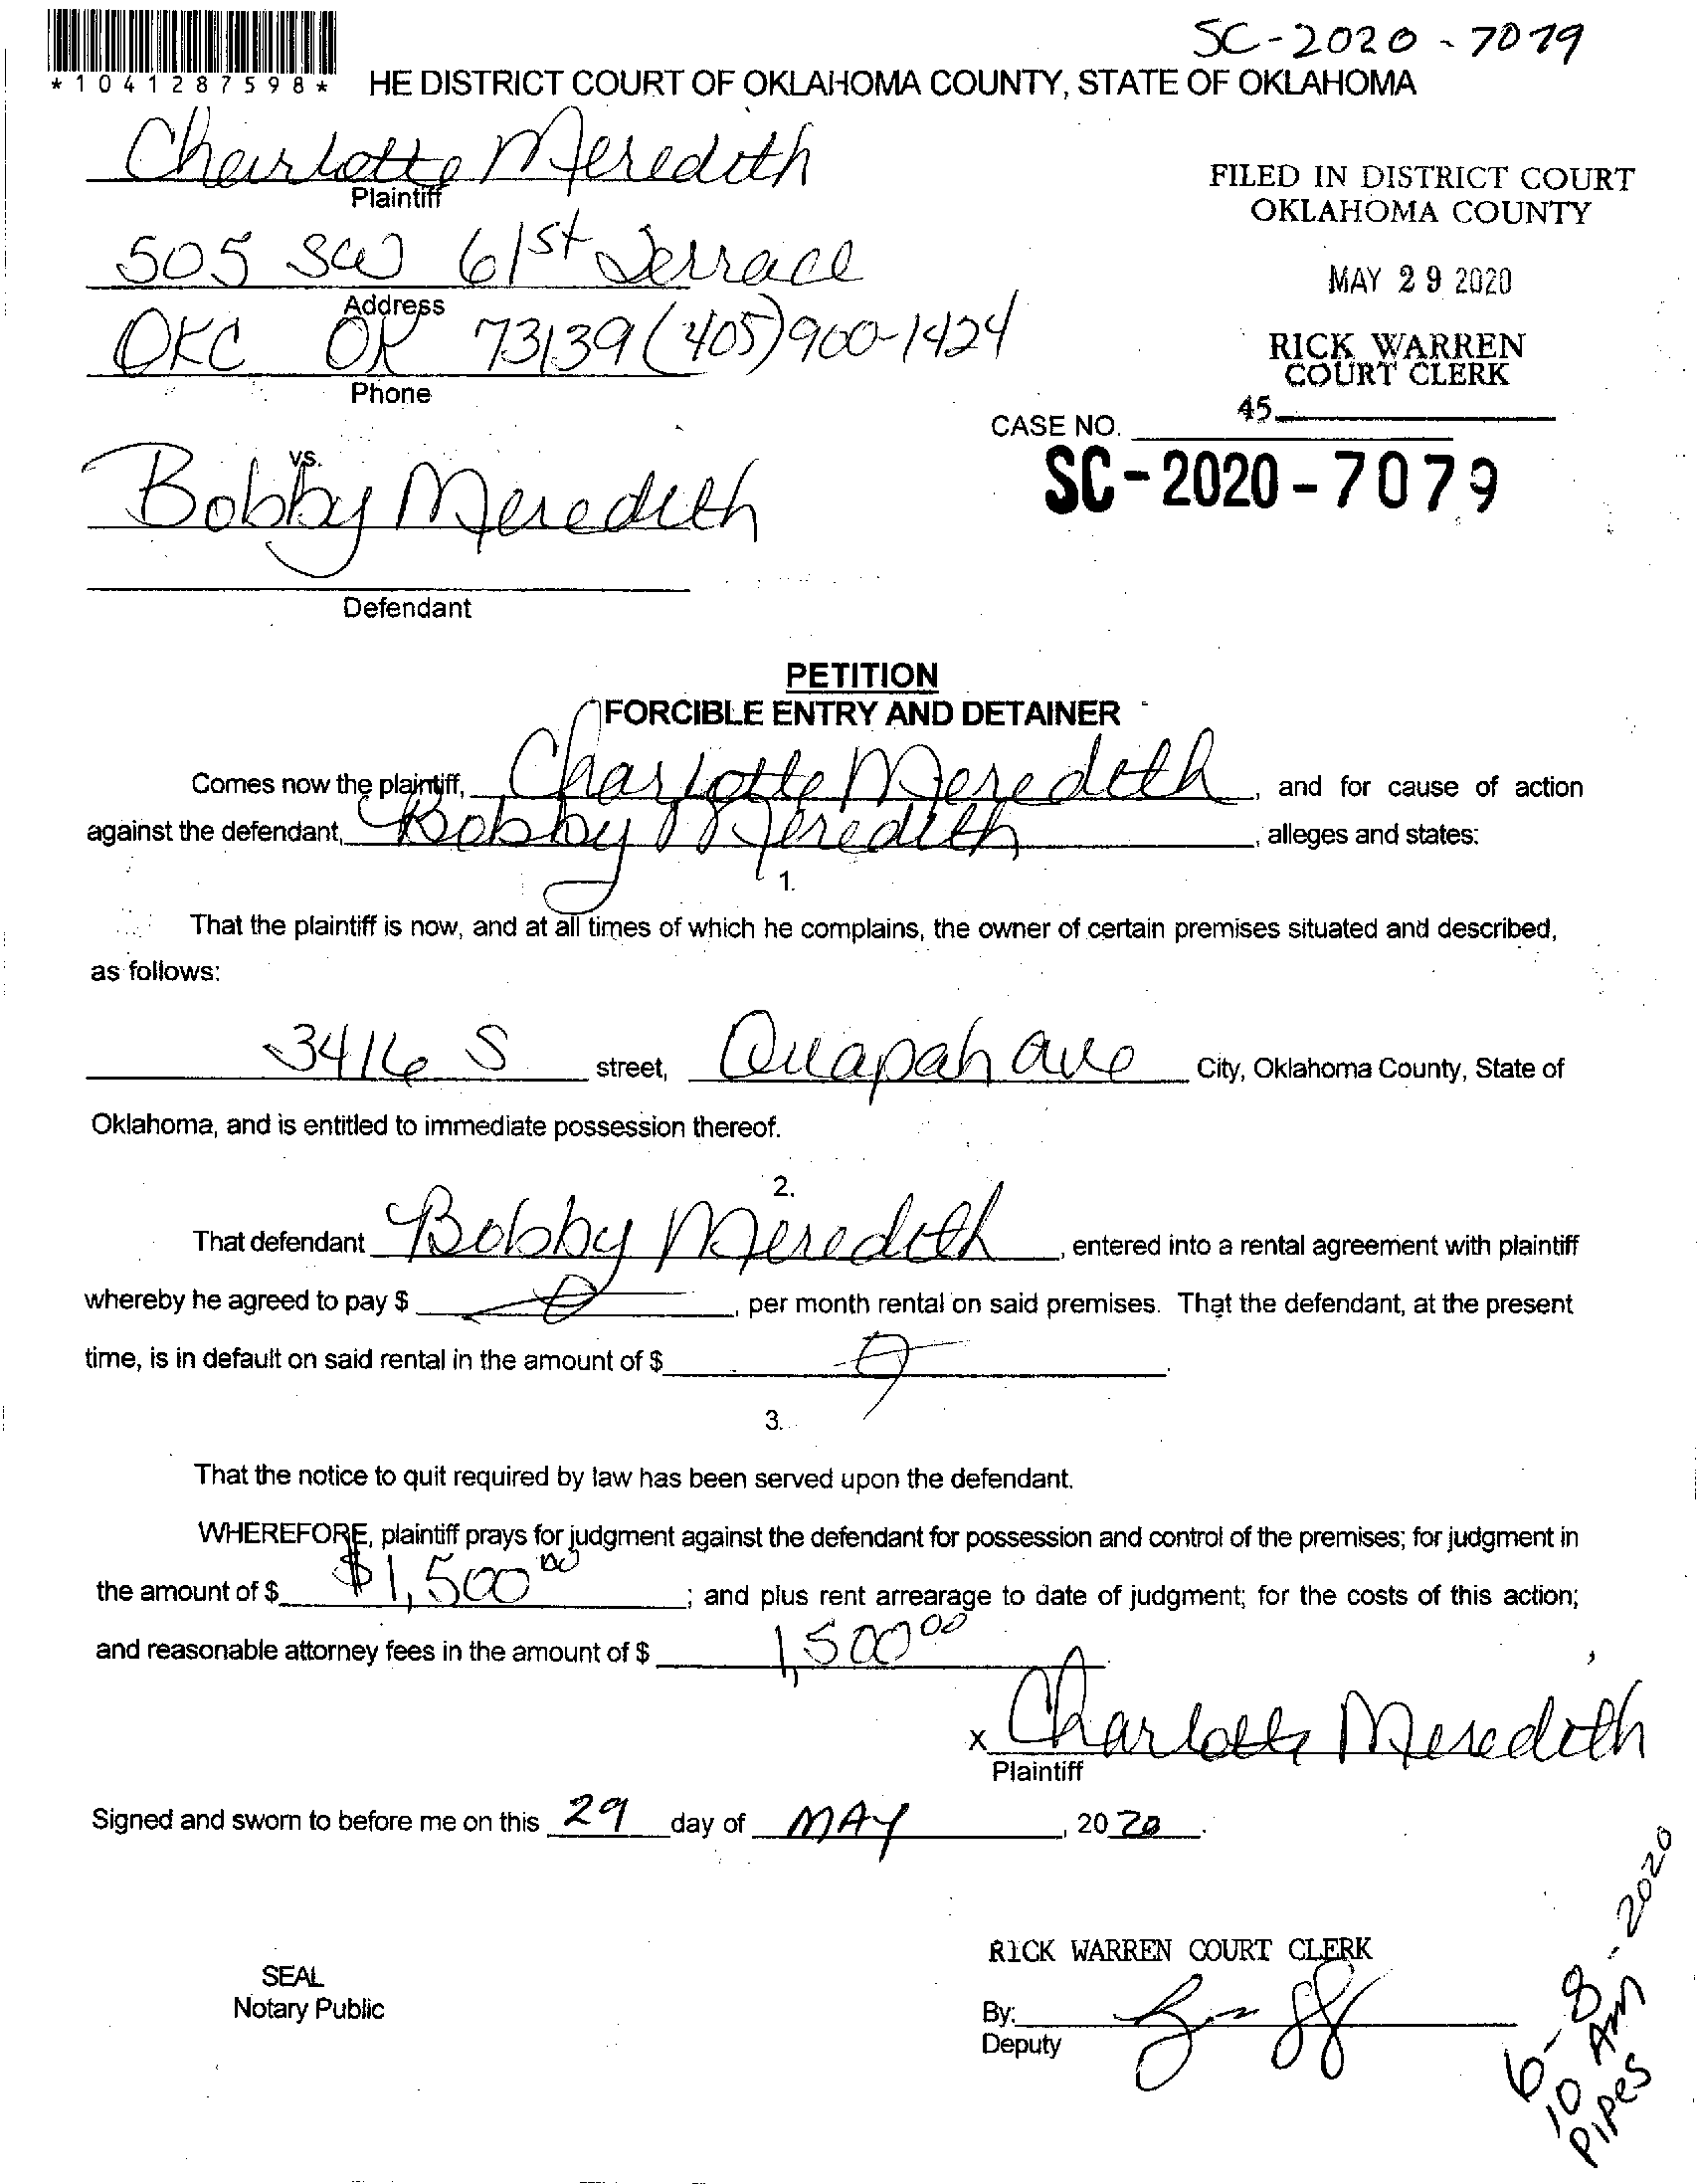 SC-2020-7079
*1041287598*
HE DISTRICT COURT OF OKLAHOMA COUNTY, STATE OF OKLAHOMA
Charlotte Meredith
Plaintiff
FILED IN DISTRICT COURT
OKLAHOMA COUNTY
505 SW 61st Terrace
Address
MAY 29 2020
OKC OK 73139 (405) 900-1424
Phone
RICK WARREN
COURT CLERK
45
CASE NO.
SC-2020-7079
vs.
Bobby Meredith
Defendant
PETITION
FORCIBLE ENTRY AND DETAINER
Comes now the plaintiff, Charlotte Meredith, and for cause of action
against the defendant, Bobby Meredith, alleges and states:
1.
That the plaintiff is now, and at all times of which he complains, the owner of certain premises situated and described,
as follows:
3416 S street, Quapah ave City, Oklahoma County, State of
Oklahoma, and is entitled to immediate possession thereof.
2.
That defendant Bobby Meredith, entered into a rental agreement with plaintiff
whereby he agreed to pay $ 0, per month rental on said premises. That the defendant, at the present
time, is in default on said rental in the amount of $ 0.
3.
That the notice to quit required by law has been served upon the defendant.
WHEREFORE, plaintiff prays for judgment against the defendant for possession and control of the premises; for judgment in
the amount of $ $1,500 00; and plus rent arrearage to date of judgment; for the costs of this action;
and reasonable attorney fees in the amount of $ 1,500 00
x Charlotte Meredith
Plaintiff
Signed and sworn to before me on this 29 day of MAY, 2020.
RICK WARREN COURT CLERK
SEAL
Notary Public
By:
Deputy
6-8-2020
10 Am
Pipes